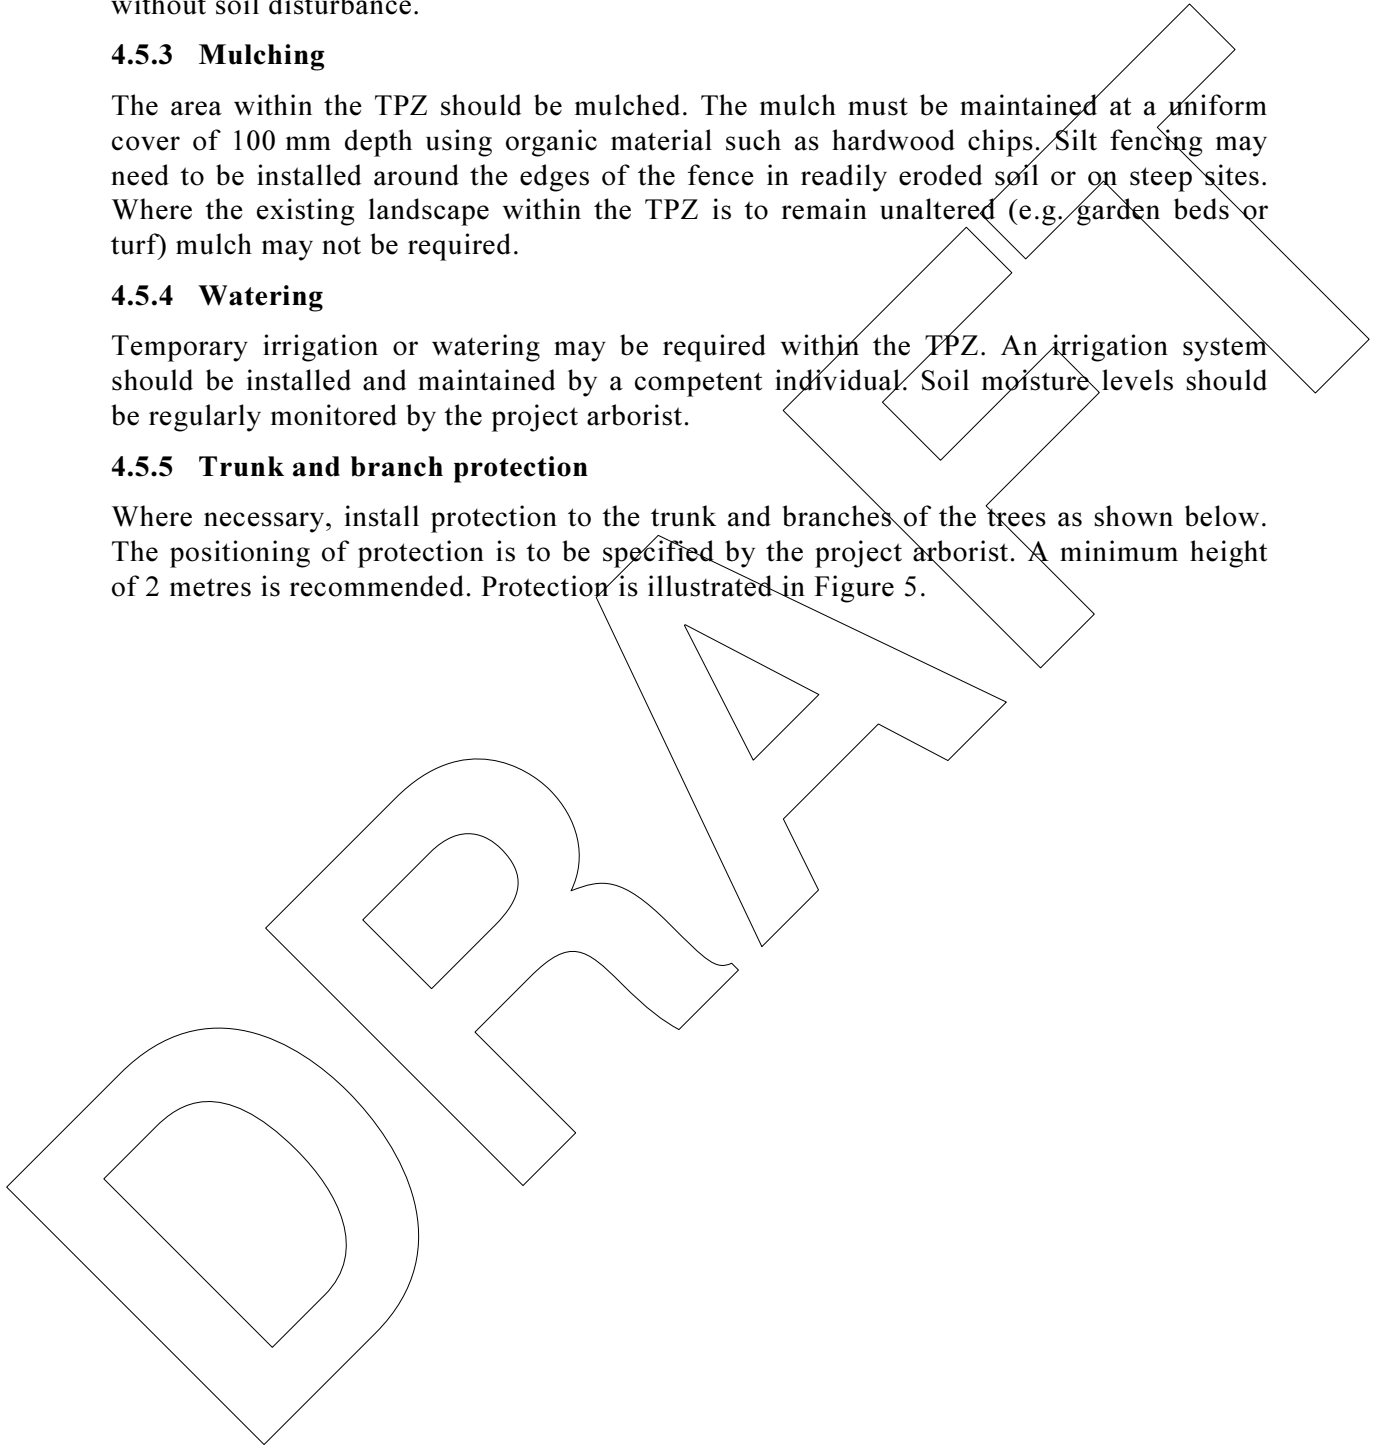 without soil disturbance.
4.5.3 Mulching
The area within the TPZ should be mulched. The mulch must be maintained at a uniform
cover of 100 mm depth using organic material such as hardwood chips. Silt fencing may
need to be installed around the edges of the fence in readily eroded soil or on steep sites.
Where the existing landscape within the TPZ is to remain unaltered (e.g. garden beds or
turf) mulch may not be required.
4.5.4 Watering
Temporary irrigation or watering may be required within the TPZ. An irrigation system
should be installed and maintained by a competent individual. Soil moisture levels should
be regularly monitored by the project arborist.
4.5.5 Trunk and branch protection
Where necessary, install protection to the trunk and branches of the trees as shown below.
The positioning of protection is to be specified by the project arborist. A minimum height
of 2 metres is recommended. Protection is illustrated in Figure 5.
DRAFT